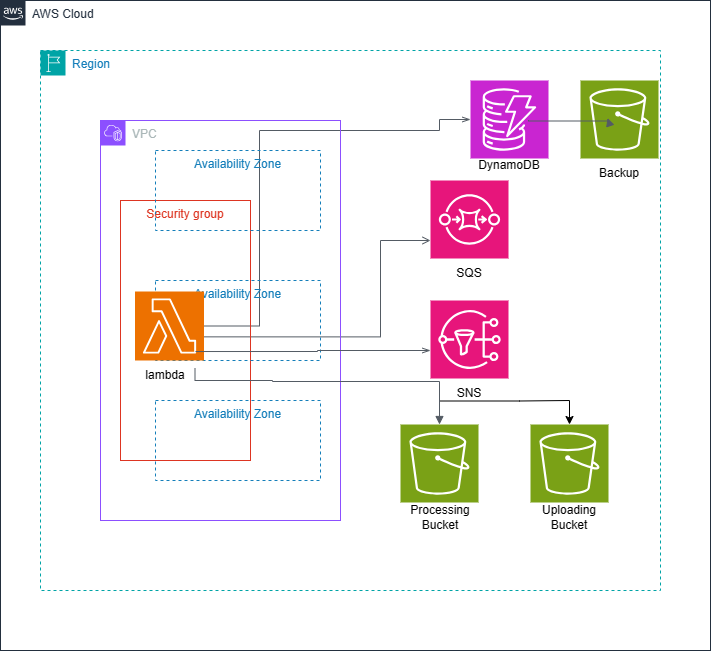 aws
AWS Cloud
Region
VPC
Availability Zone
Security group
Availability Zone
lambda
Availability Zone
DynamoDB
Backup
SQS
SNS
Processing
Bucket
Uploading
Bucket